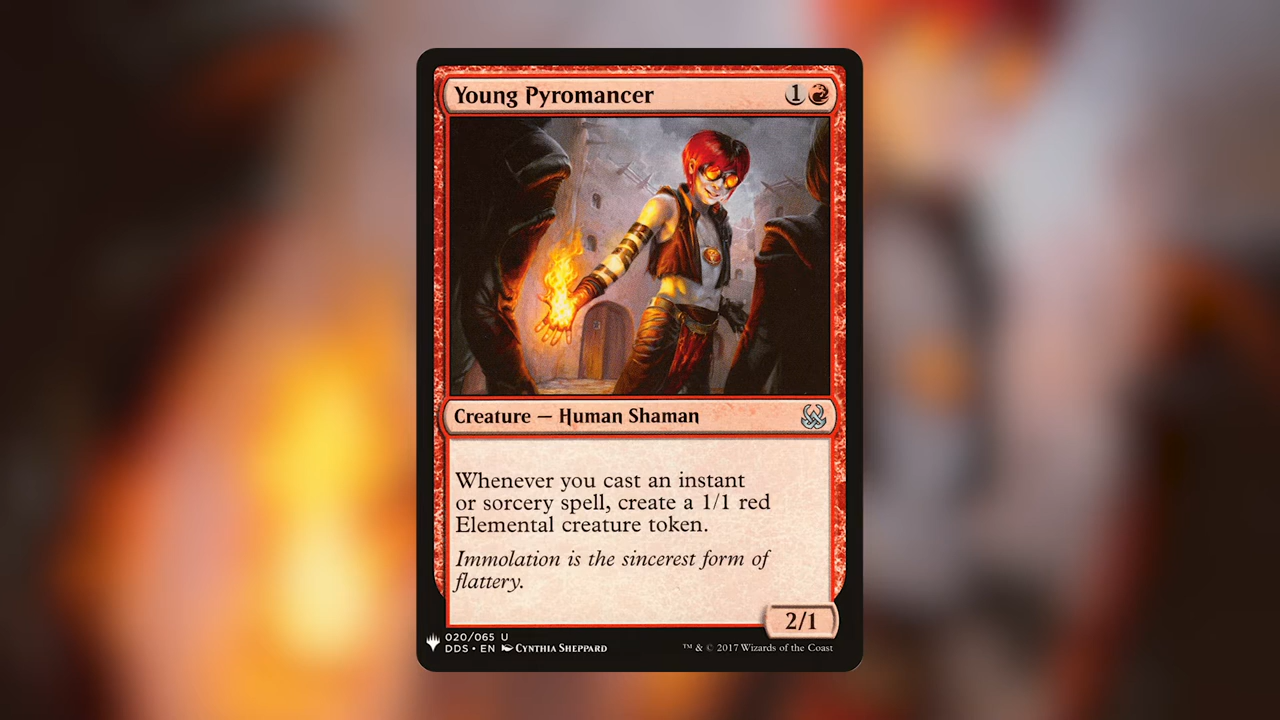 Young Pyromancer 1
Creature — Human Shaman
Whenever you cast an instant
or sorcery spell, create a 1/1 red
Elemental creature token.
Immolation is the sincerest form of
flattery.
2/1
020/065 U
DDS • EN Cynthia Sheppard
™ & © 2017 Wizards of the Coast